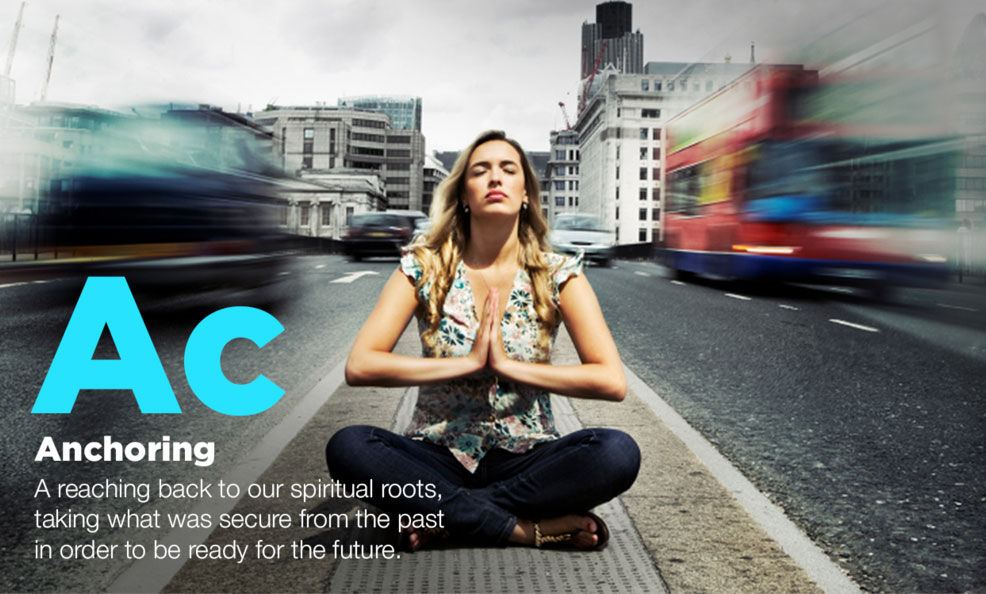 Ac
Anchoring
A reaching back to our spiritual roots,
taking what was secure from the past
in order to be ready for the future.